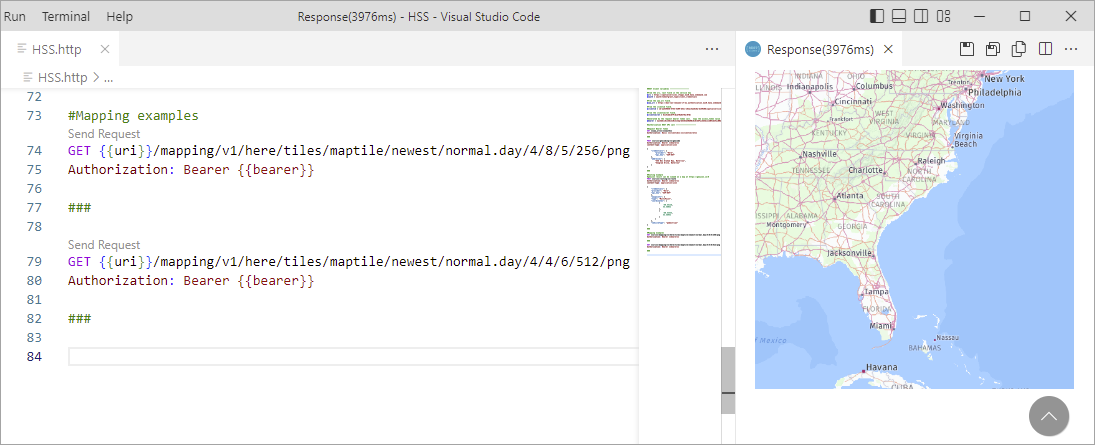 Run Terminal Response(3976ms) - HSS - Visual Studio Code
HSS.http
HSS.http > ...
72
73 #Mapping examples
Send Request
74 GET {{uri}}/mapping/v1/here/tiles/maptile/newest/normal.day/4/8/5/256/png
75 Authorization: Bearer {{bearer}}
76
77 ###
78
Send Request
79 GET {{uri}}/mapping/v1/here/tiles/maptile/newest/normal.day/4/4/6/512/png
80 Authorization: Bearer {{bearer}}
81
82 ###
83
84
Response(3976ms)
INDIANA
OHIO
Trenton
New York
Indianapolis
Columbus
Philadelphia
Cincinnati
Washington
Frankfort
WEST
VIRGINIA
MARYLAND
KENTUCKY
VIRGINIA
Virginia
Beach
Nashville
Raleigh
TENNESSEE
Charlotte
NORTH
CAROLINA
Atlanta
SOUTH
CAROLINA
SSIPPI
ALABAMA
Montgomery
GEORGIA
Jacksonville
Tampa
FLORIDA
Miami
Nassau
of Mexico
BAHAMAS
Havana
CUBA